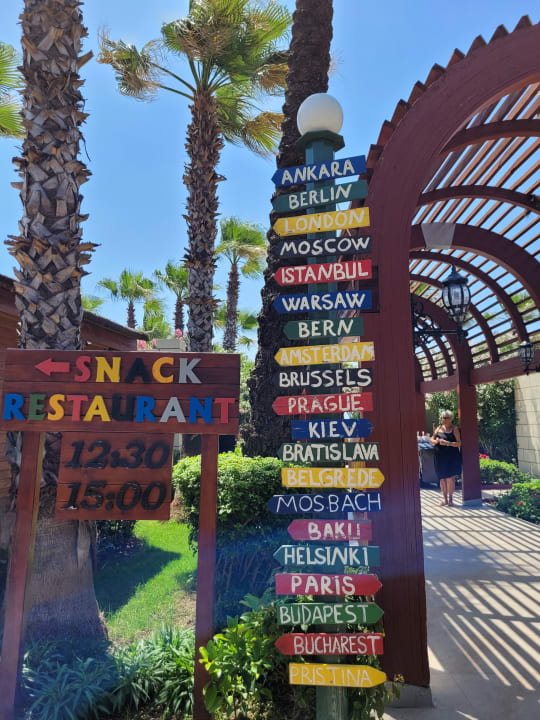 SNACK
RESTAURANT
12:30
15:00
ANKARA
BERLIN
LONDON
MOSCOW
ISTANBUL
WARSAW
BERN
AMSTERDAM
BRUSSELS
PRAGUE
KIEV
BRATISLAVA
BELGREDE
MOSBACH
BAKU
HELSINKI
PARIS
BUDAPEST
BUCHAREST
PRISTINA